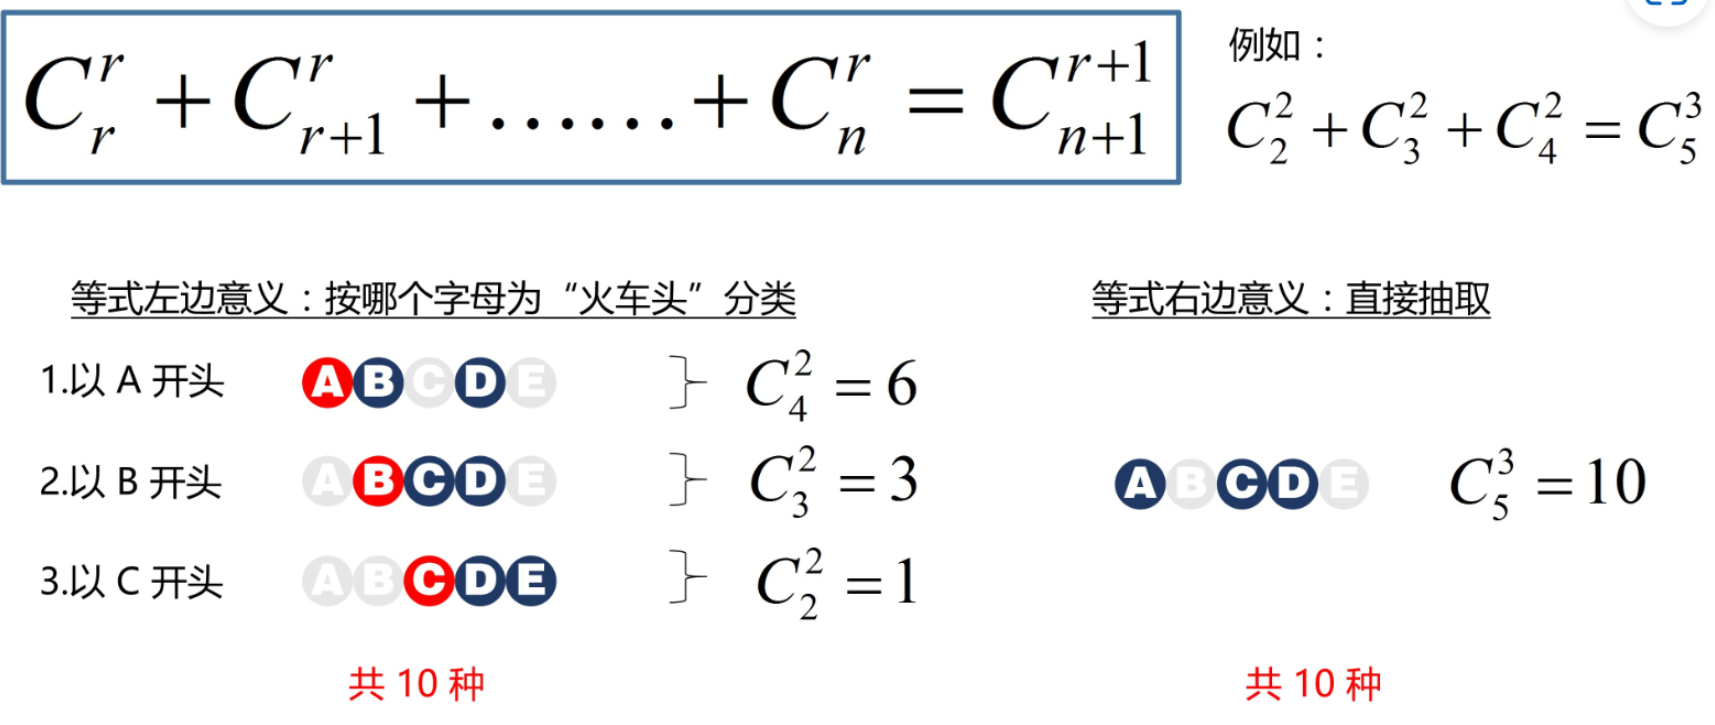 C_r^r + C_{r+1}^r + ...... + C_n^r = C_{n+1}^{r+1}
例如：
C_2^2 + C_3^2 + C_4^2 = C_5^3
等式左边意义：按哪个字母为“火车头”分类
1.以 A 开头 A B C D E } C_4^2 = 6
2.以 B 开头 A B C D E } C_3^2 = 3
3.以 C 开头 A B C D E } C_2^2 = 1
共 10 种
等式右边意义：直接抽取
A B C D E C_5^3 = 10
共 10 种